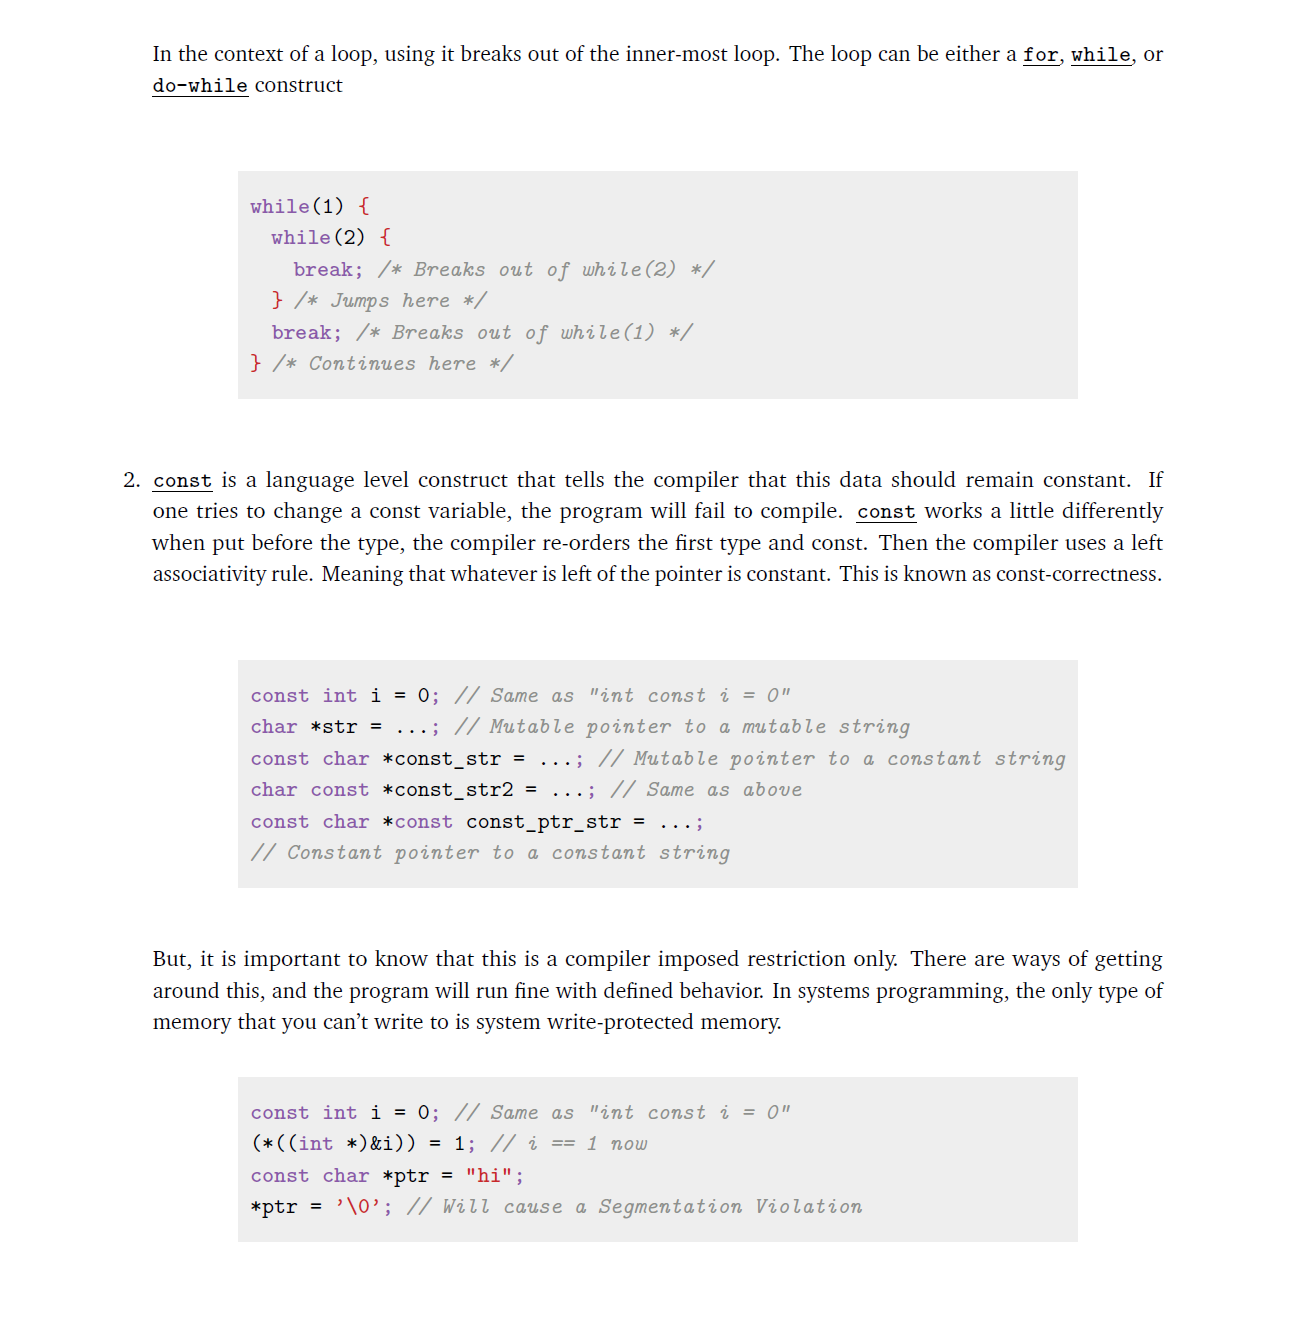 In the context of a loop, using it breaks out of the inner-most loop. The loop can be either a for, while, or
do-while construct
while(1) {
  while(2) {
    break; /* Breaks out of while(2) */
  } /* Jumps here */
  break; /* Breaks out of while(1) */
} /* Continues here */
2. const is a language level construct that tells the compiler that this data should remain constant. If
one tries to change a const variable, the program will fail to compile. const works a little differently
when put before the type, the compiler re-orders the first type and const. Then the compiler uses a left
associativity rule. Meaning that whatever is left of the pointer is constant. This is known as const-correctness.
const int i = 0; // Same as "int const i = 0"
char *str = ...; // Mutable pointer to a mutable string
const char *const_str = ...; // Mutable pointer to a constant string
char const *const_str2 = ...; // Same as above
const char *const const_ptr_str = ...;
// Constant pointer to a constant string
But, it is important to know that this is a compiler imposed restriction only. There are ways of getting
around this, and the program will run fine with defined behavior. In systems programming, the only type of
memory that you can’t write to is system write-protected memory.
const int i = 0; // Same as "int const i = 0"
(*((int *)&i)) = 1; // i == 1 now
const char *ptr = "hi";
*ptr = ’\0’; // Will cause a Segmentation Violation